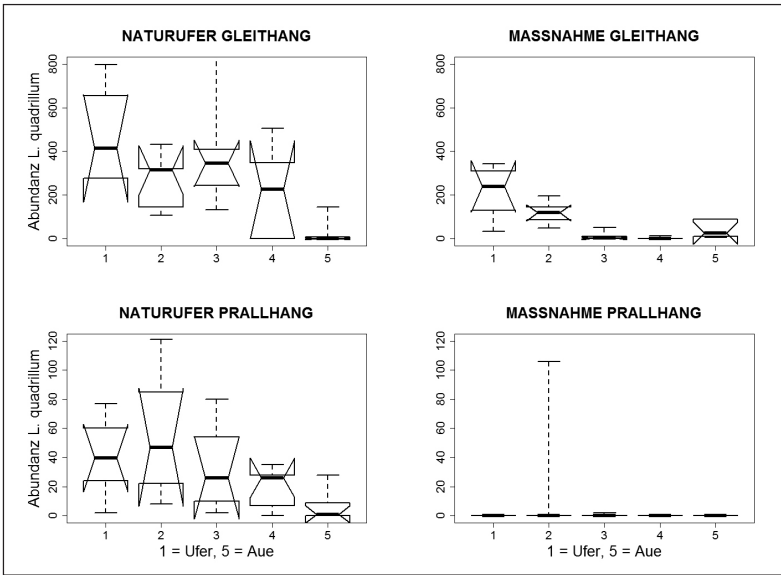 NATURUFER GLEITHANG
Abundanz L. quadrillum
800
600
400
200
0
1 2 3 4 5
MASSNAHME GLEITHANG
800
600
400
200
0
1 2 3 4 5
NATURUFER PRALLHANG
Abundanz L. quadrillum
120
100
80
60
40
20
0
1 2 3 4 5
1 = Ufer, 5 = Aue
MASSNAHME PRALLHANG
120
100
80
60
40
20
0
1 2 3 4 5
1 = Ufer, 5 = Aue